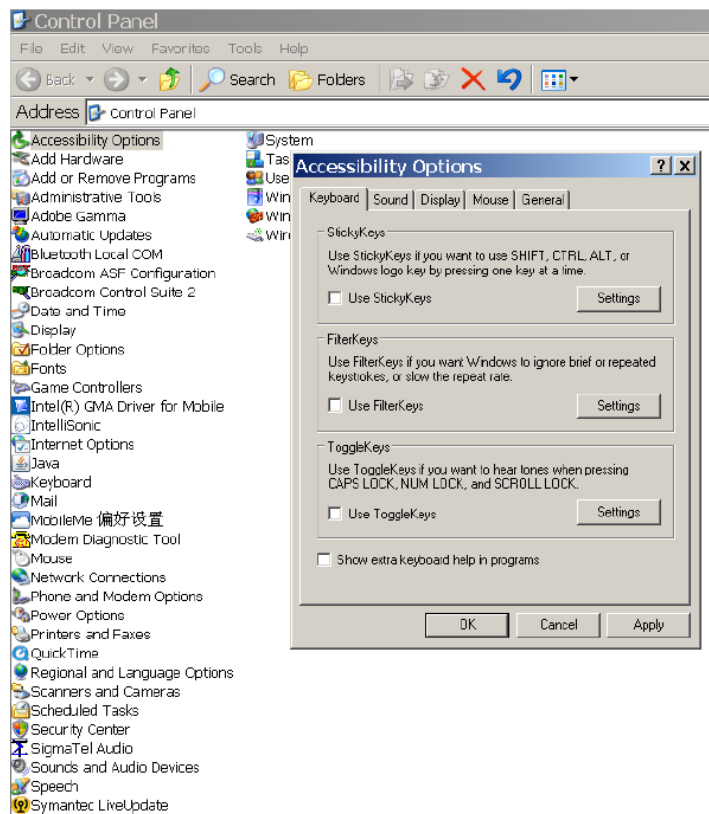 Control Panel
File Edit View Favorites Tools Help
Back Search Folders
Address Control Panel
Accessibility Options
Add Hardware
Add or Remove Programs
Administrative Tools
Adobe Gamma
Automatic Updates
Bluetooth Local COM
Broadcom ASF Configuration
Broadcom Control Suite 2
Date and Time
Display
Folder Options
Fonts
Game Controllers
Intel(R) GMA Driver for Mobile
IntelliSonic
Internet Options
Java
Keyboard
Mail
MobileMe 偏好设置
Modem Diagnostic Tool
Mouse
Network Connections
Phone and Modem Options
Power Options
Printers and Faxes
QuickTime
Regional and Language Options
Scanners and Cameras
Scheduled Tasks
Security Center
SigmaTel Audio
Sounds and Audio Devices
Speech
Symantec LiveUpdate
System
Tas
Use
Win
Win
Wir
Accessibility Options
Keyboard Sound Display Mouse General
StickyKeys
Use StickyKeys if you want to use SHIFT, CTRL, ALT, or
Windows logo key by pressing one key at a time.
Use StickyKeys Settings
FilterKeys
Use FilterKeys if you want Windows to ignore brief or repeated
keystrokes, or slow the repeat rate.
Use FilterKeys Settings
ToggleKeys
Use ToggleKeys if you want to hear tones when pressing
CAPS LOCK, NUM LOCK, and SCROLL LOCK.
Use ToggleKeys Settings
Show extra keyboard help in programs
OK Cancel Apply